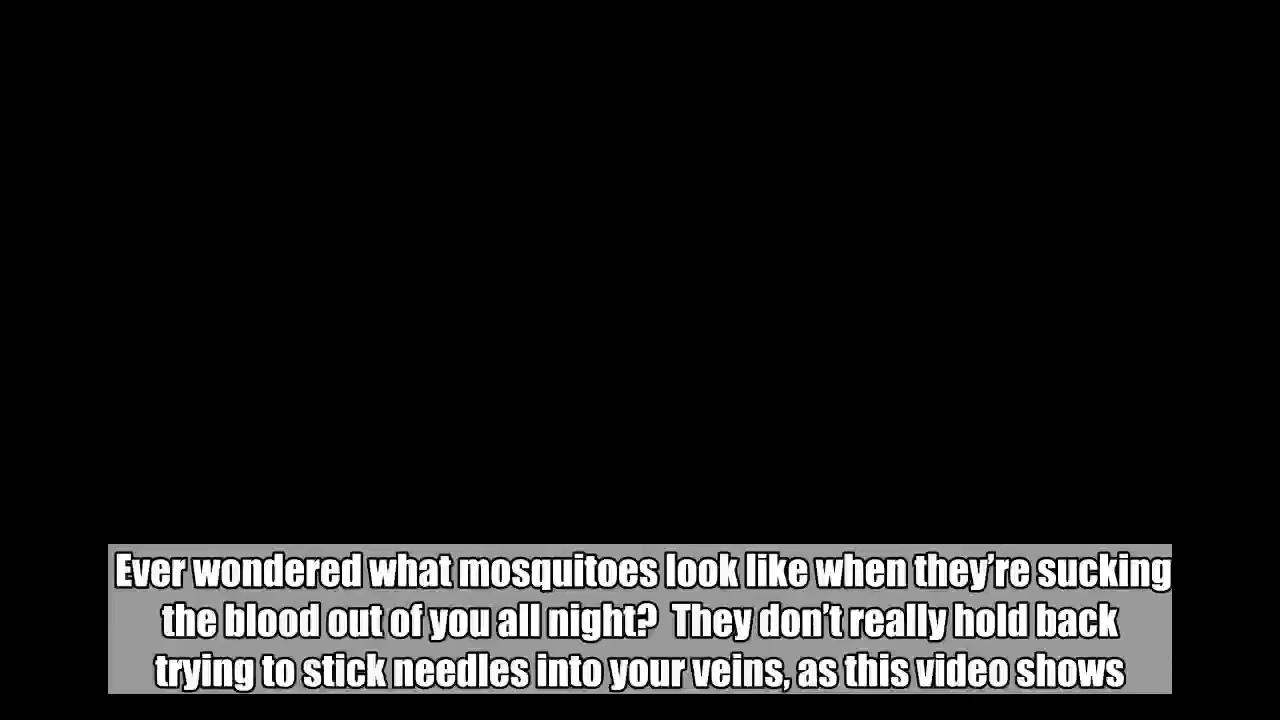 Ever wondered what mosquitoes look like when they’re sucking
the blood out of you all night?  They don’t really hold back
trying to stick needles into your veins, as this video shows